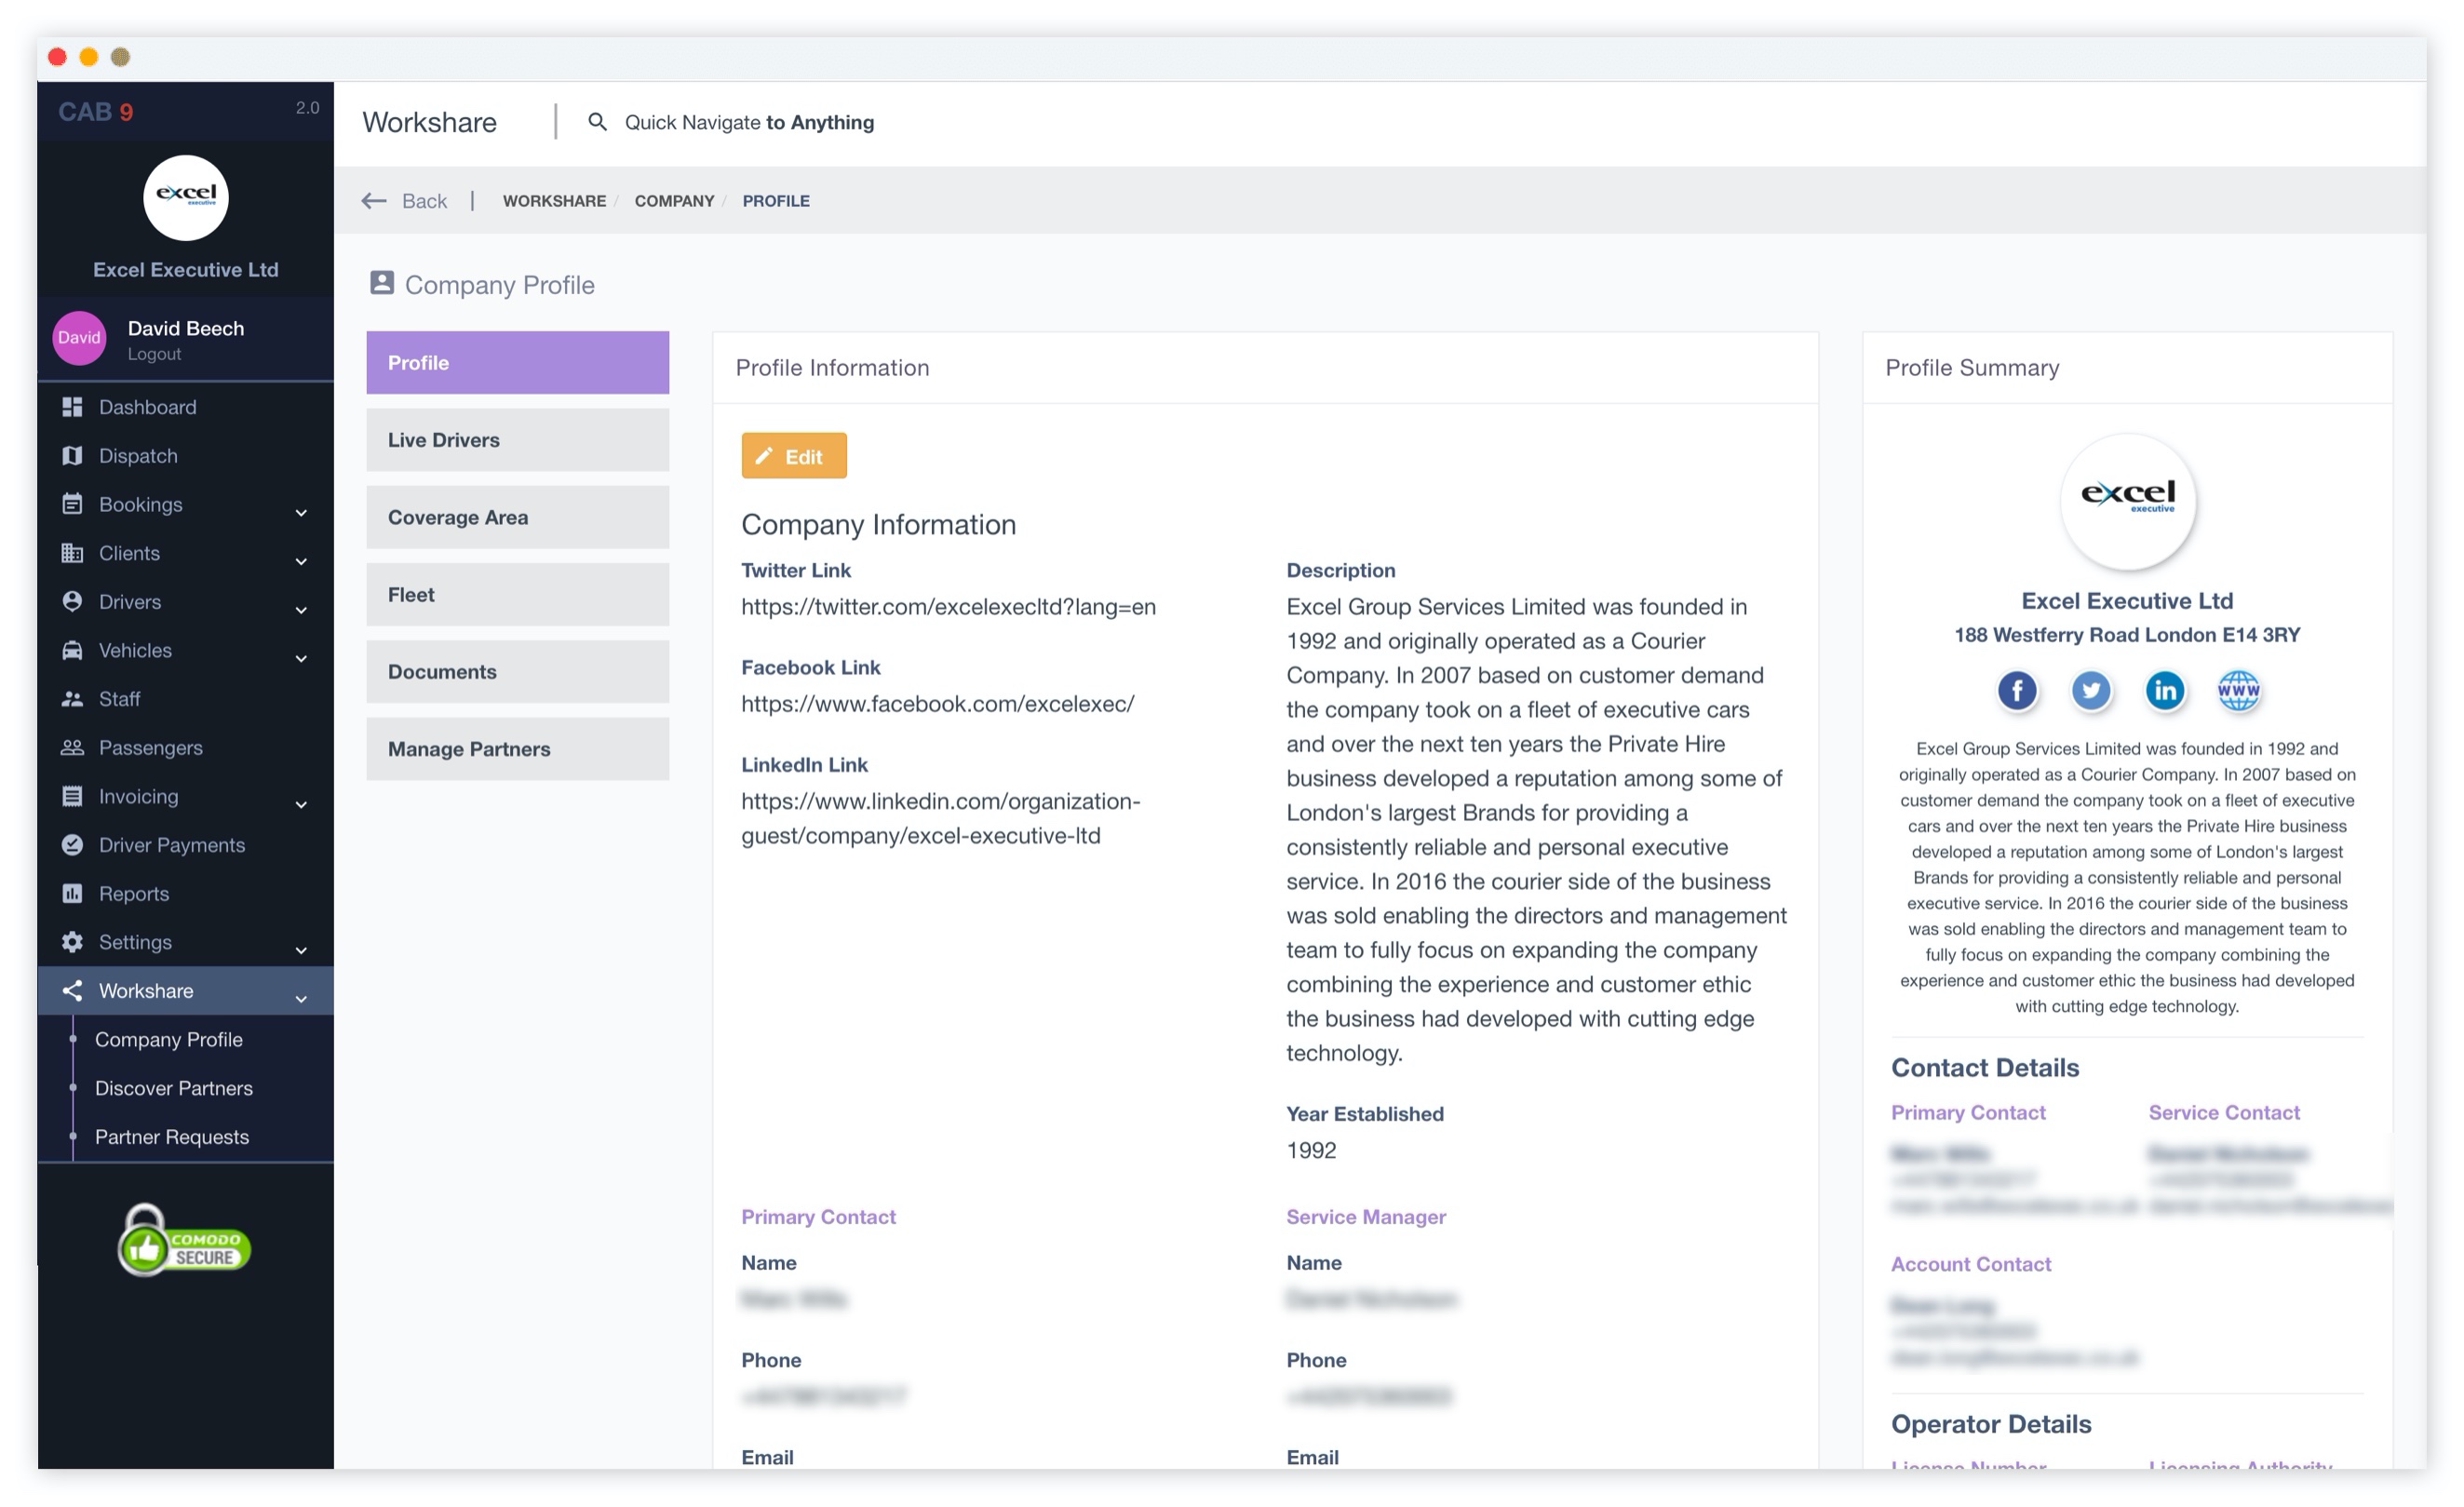 CAB 9
2.0
excel
executive
Excel Executive Ltd
David
David Beech
Logout
Dashboard
Dispatch
Bookings
Clients
Drivers
Vehicles
Staff
Passengers
Invoicing
Driver Payments
Reports
Settings
Workshare
Company Profile
Discover Partners
Partner Requests
COMODO
SECURE
Workshare
Quick Navigate to Anything
Back
WORKSHARE / COMPANY / PROFILE
Company Profile
Profile
Live Drivers
Coverage Area
Fleet
Documents
Manage Partners
Profile Information
Edit
Company Information
Twitter Link
https://twitter.com/excelexecltd?lang=en
Facebook Link
https://www.facebook.com/excelexec/
LinkedIn Link
https://www.linkedin.com/organization-
guest/company/excel-executive-ltd
Description
Excel Group Services Limited was founded in
1992 and originally operated as a Courier
Company. In 2007 based on customer demand
the company took on a fleet of executive cars
and over the next ten years the Private Hire
business developed a reputation among some of
London's largest Brands for providing a
consistently reliable and personal executive
service. In 2016 the courier side of the business
was sold enabling the directors and management
team to fully focus on expanding the company
combining the experience and customer ethic
the business had developed with cutting edge
technology.
Year Established
1992
Primary Contact
Name
Phone
Email
Service Manager
Name
Phone
Email
Profile Summary
excel
executive
Excel Executive Ltd
188 Westferry Road London E14 3RY
f
in
WWW
Excel Group Services Limited was founded in 1992 and
originally operated as a Courier Company. In 2007 based on
customer demand the company took on a fleet of executive
cars and over the next ten years the Private Hire business
developed a reputation among some of London's largest
Brands for providing a consistently reliable and personal
executive service. In 2016 the courier side of the business
was sold enabling the directors and management team to
fully focus on expanding the company combining the
experience and customer ethic the business had developed
with cutting edge technology.
Contact Details
Primary Contact
Service Contact
Account Contact
Operator Details
License Number
Licensing Authority